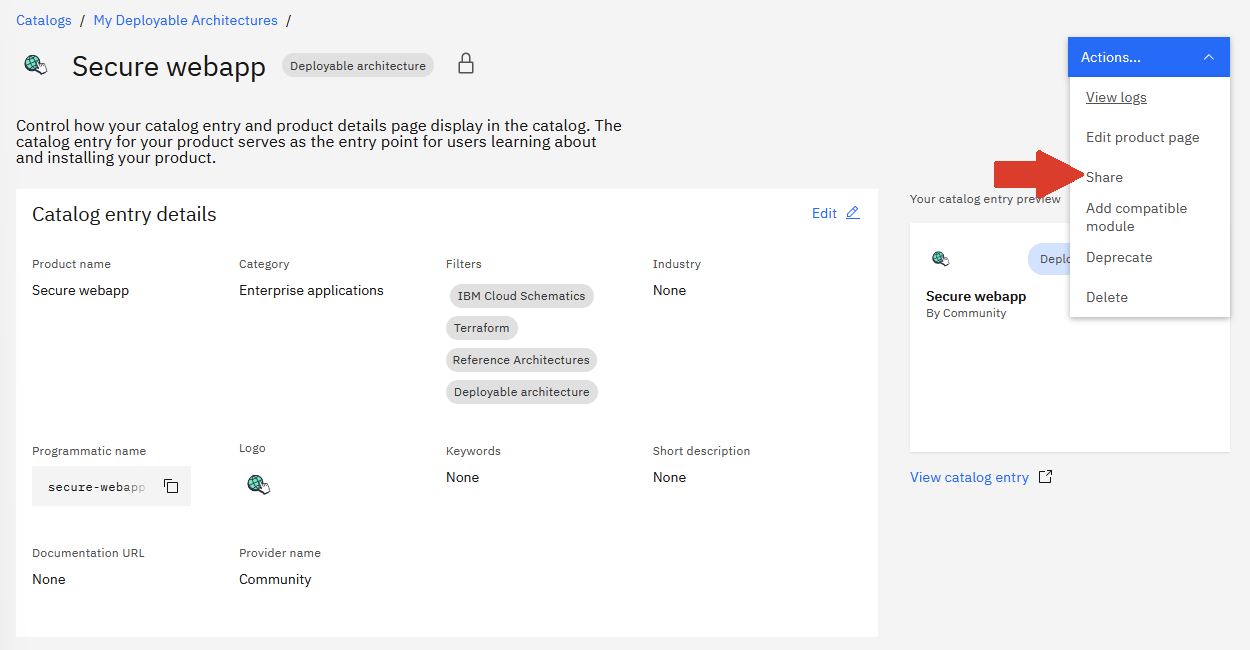 Catalogs / My Deployable Architectures /
Secure webapp
Deployable architecture
Actions...
View logs
Edit product page
Share
Add compatible
module
Deprecate
Delete
Control how your catalog entry and product details page display in the catalog. The
catalog entry for your product serves as the entry point for users learning about
and installing your product.
Catalog entry details
Edit
Product name
Secure webapp
Category
Enterprise applications
Filters
IBM Cloud Schematics
Terraform
Reference Architectures
Deployable architecture
Industry
None
Programmatic name
secure-webapp
Logo
Keywords
None
Short description
None
Documentation URL
None
Provider name
Community
Your catalog entry preview
Deplo
Secure webapp
By Community
View catalog entry